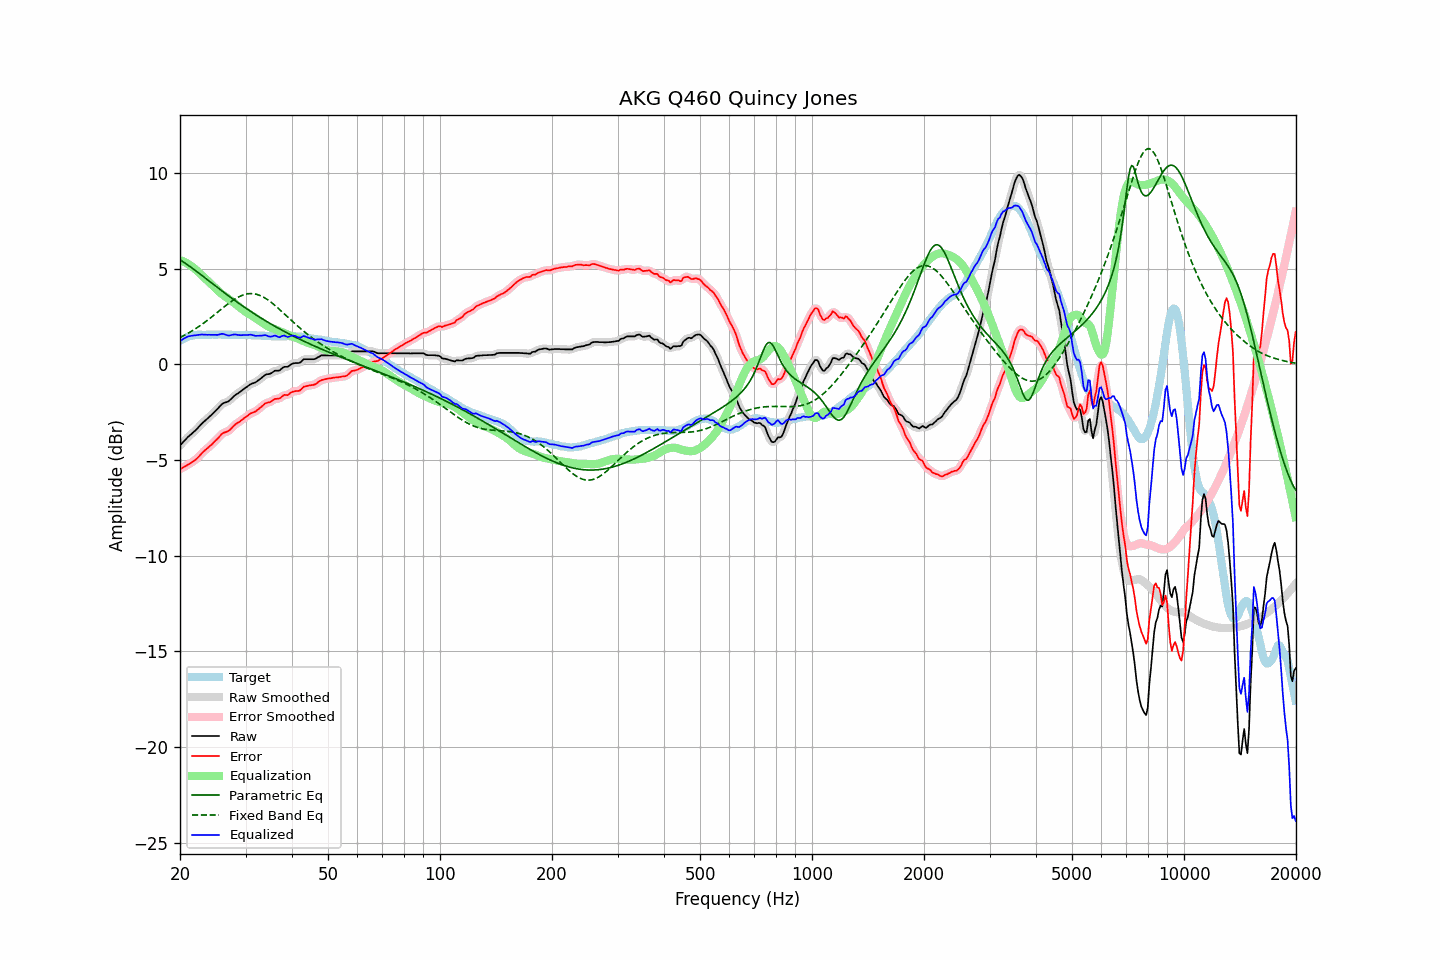 AKG Q460 Quincy Jones
Amplitude (dBr)
10
5
0
−5
−10
−15
−20
−25
Target
Raw Smoothed
Error Smoothed
Raw
Error
Equalization
Parametric Eq
Fixed Band Eq
Equalized
20 50 100 200 500 1000 2000 5000 10000 20000
Frequency (Hz)